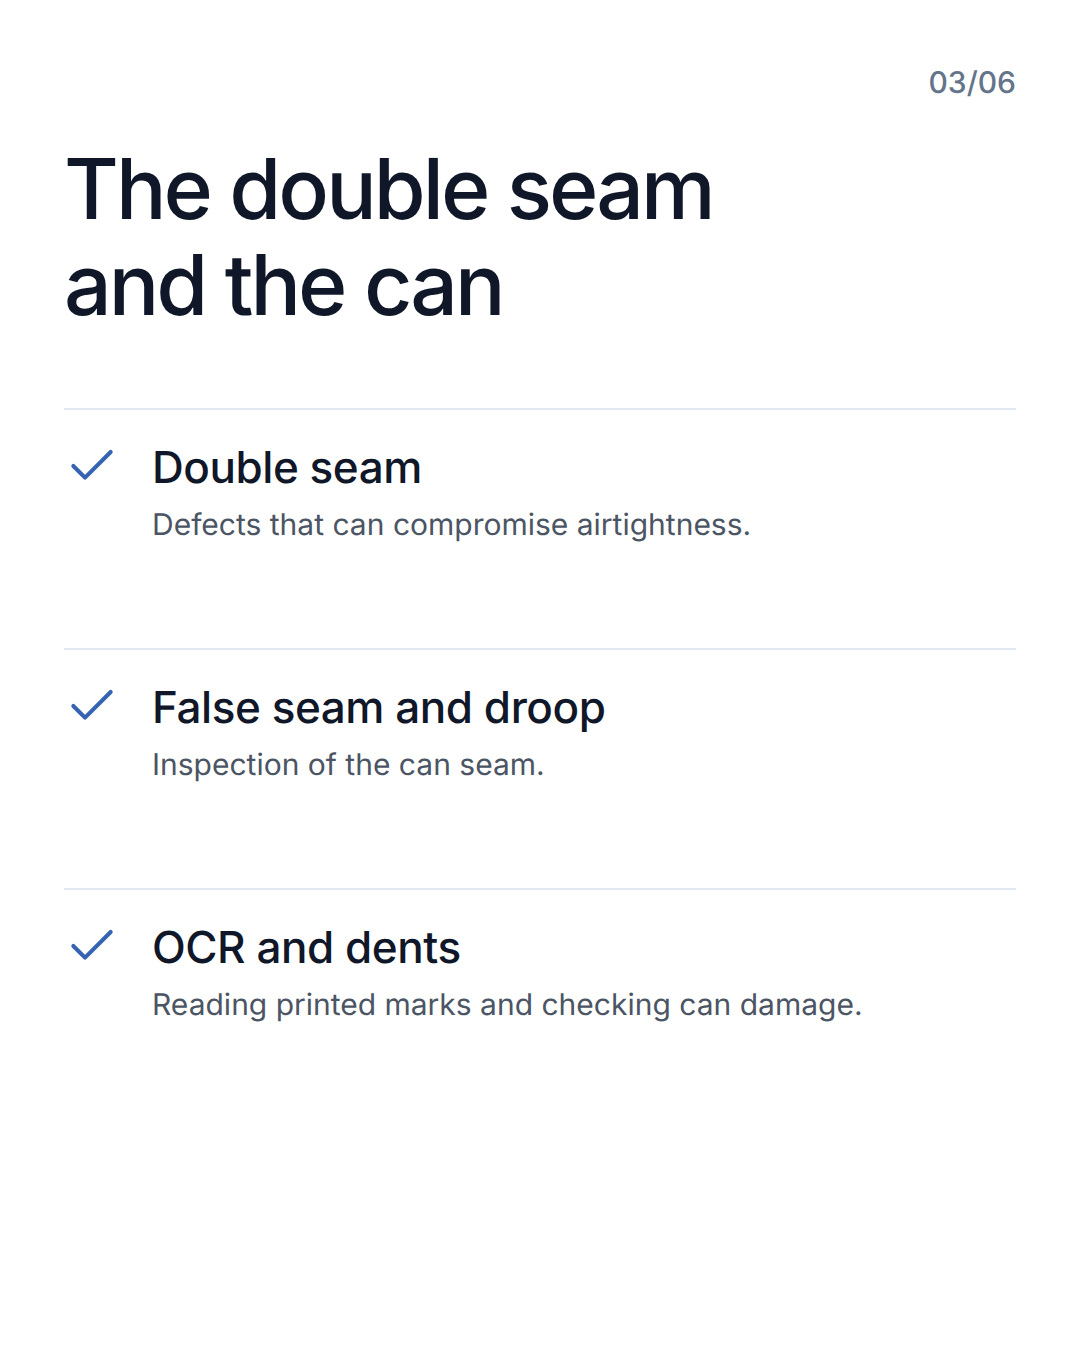 03/06
The double seam
and the can
Double seam
Defects that can compromise airtightness.
False seam and droop
Inspection of the can seam.
OCR and dents
Reading printed marks and checking can damage.